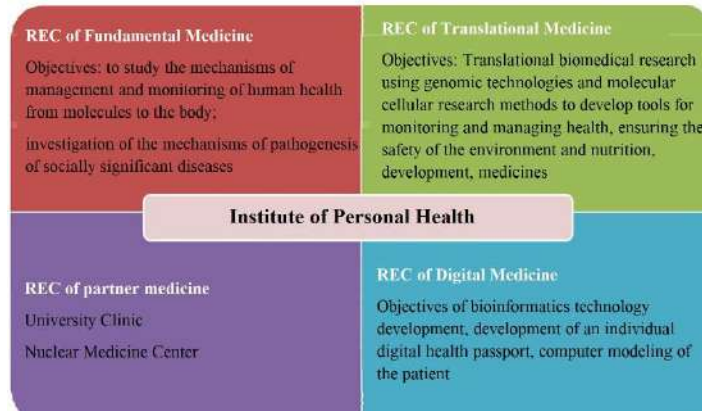 REC of Fundamental Medicine
Objectives: to study the mechanisms of
management and monitoring of human health
from molecules to the body;
investigation of the mechanisms of pathogenesis
of socially significant diseases
REC of Translational Medicine
Objectives: Translational biomedical research
using genomic technologies and molecular
cellular research methods to develop tools for
monitoring and managing health, ensuring the
safety of the environment and nutrition,
development, medicines
Institute of Personal Health
REC of partner medicine
University Clinic
Nuclear Medicine Center
REC of Digital Medicine
Objectives of bioinformatics technology
development, development of an individual
digital health passport, computer modeling of
the patient